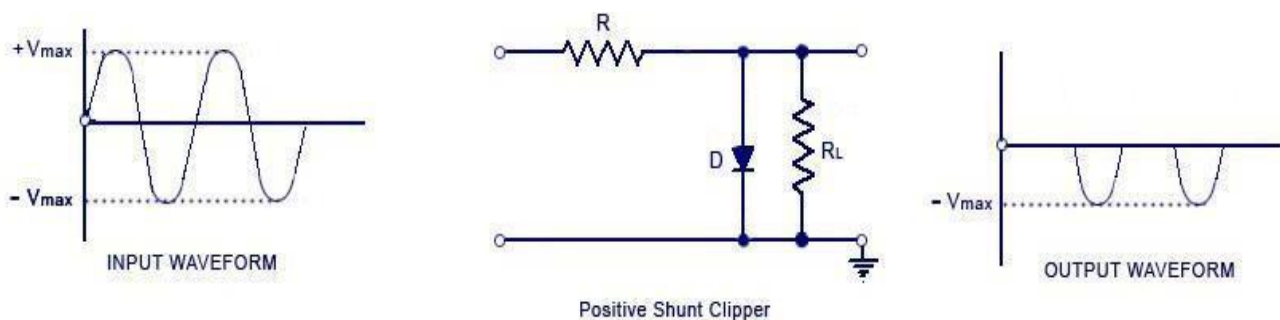 +Vmax
- Vmax
INPUT WAVEFORM
R
D
RL
Positive Shunt Clipper
- Vmax
OUTPUT WAVEFORM